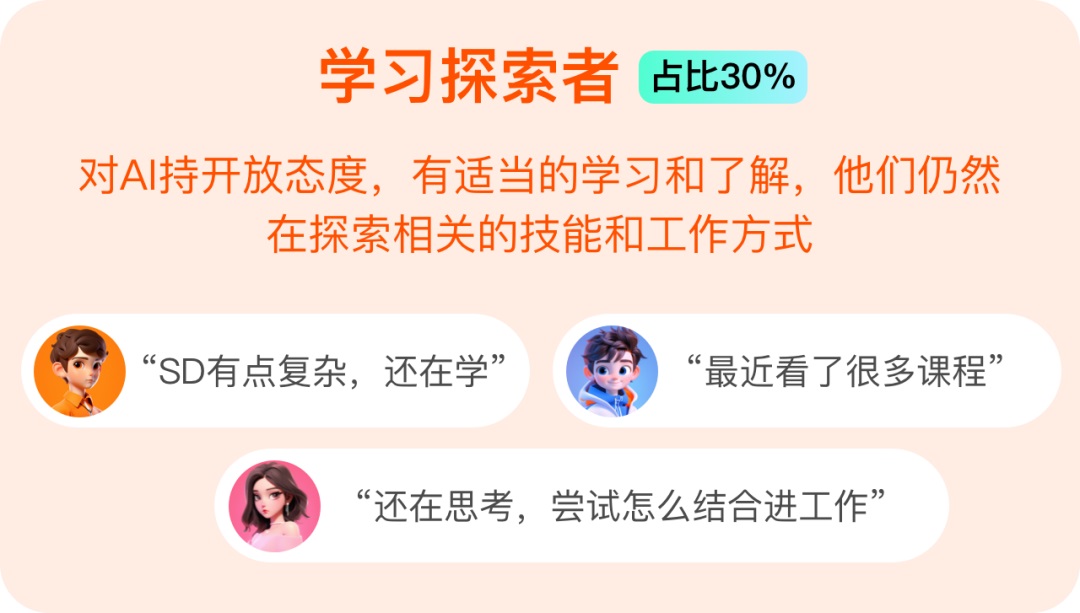 学习探索者 占比30%
对AI持开放态度，有适当的学习和了解，他们仍然
在探索相关的技能和工作方式
“SD有点复杂，还在学” “最近看了很多课程”
“还在思考，尝试怎么结合进工作”